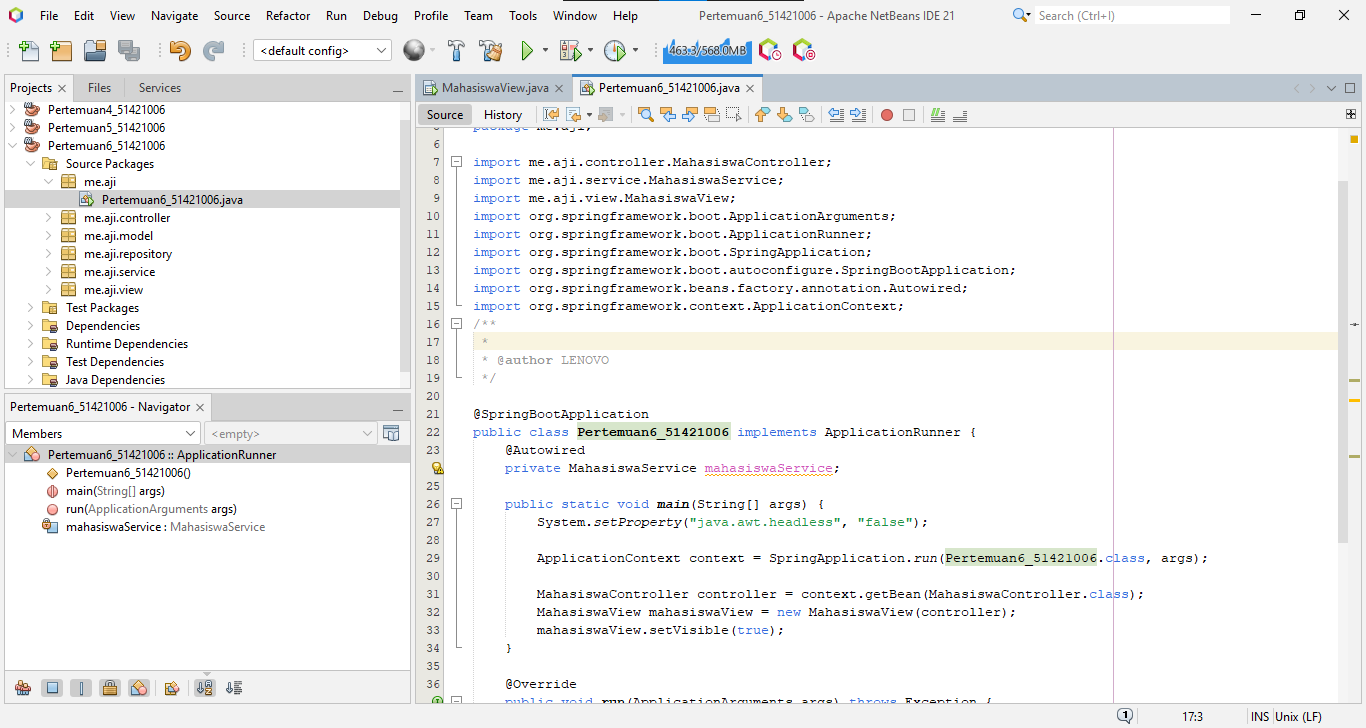 File Edit View Navigate Source Refactor Run Debug Profile Team Tools Window Help
Pertemuan6_51421006 - Apache NetBeans IDE 21
Search (Ctrl+I)
<default config>
463.3/568.0MB
Projects Files Services
Pertemuan4_51421006
Pertemuan5_51421006
Pertemuan6_51421006
Source Packages
me.aji
Pertemuan6_51421006.java
me.aji.controller
me.aji.model
me.aji.repository
me.aji.service
me.aji.view
Test Packages
Dependencies
Runtime Dependencies
Test Dependencies
Java Dependencies
Pertemuan6_51421006 - Navigator
Members <empty>
Pertemuan6_51421006 :: ApplicationRunner
Pertemuan6_51421006()
main(String[] args)
run(ApplicationArguments args)
mahasiswaService : MahasiswaService
MahasiswaView.java Pertemuan6_51421006.java
Source History
package me.aji;
6
7 import me.aji.controller.MahasiswaController;
8 import me.aji.service.MahasiswaService;
9 import me.aji.view.MahasiswaView;
10 import org.springframework.boot.ApplicationArguments;
11 import org.springframework.boot.ApplicationRunner;
12 import org.springframework.boot.SpringApplication;
13 import org.springframework.boot.autoconfigure.SpringBootApplication;
14 import org.springframework.beans.factory.annotation.Autowired;
15 import org.springframework.context.ApplicationContext;
16 /**
17 *
18 * @author LENOVO
19 */
20
21 @SpringBootApplication
22 public class Pertemuan6_51421006 implements ApplicationRunner {
23 @Autowired
private MahasiswaService mahasiswaService;
25
26 public static void main(String[] args) {
27 System.setProperty("java.awt.headless", "false");
28
29 ApplicationContext context = SpringApplication.run(Pertemuan6_51421006.class, args);
30
31 MahasiswaController controller = context.getBean(MahasiswaController.class);
32 MahasiswaView mahasiswaView = new MahasiswaView(controller);
33 mahasiswaView.setVisible(true);
34 }
35
36 @Override
public void run(ApplicationArguments args) throws Exception {
1 17:3 INS Unix (LF)